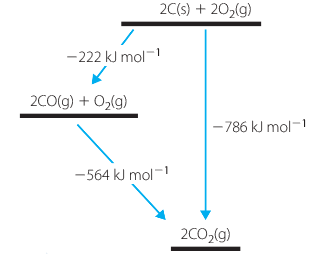 2C(s) + 2O₂(g)
−222 kJ mol⁻¹
2CO(g) + O₂(g)
−786 kJ mol⁻¹
−564 kJ mol⁻¹
2CO₂(g)